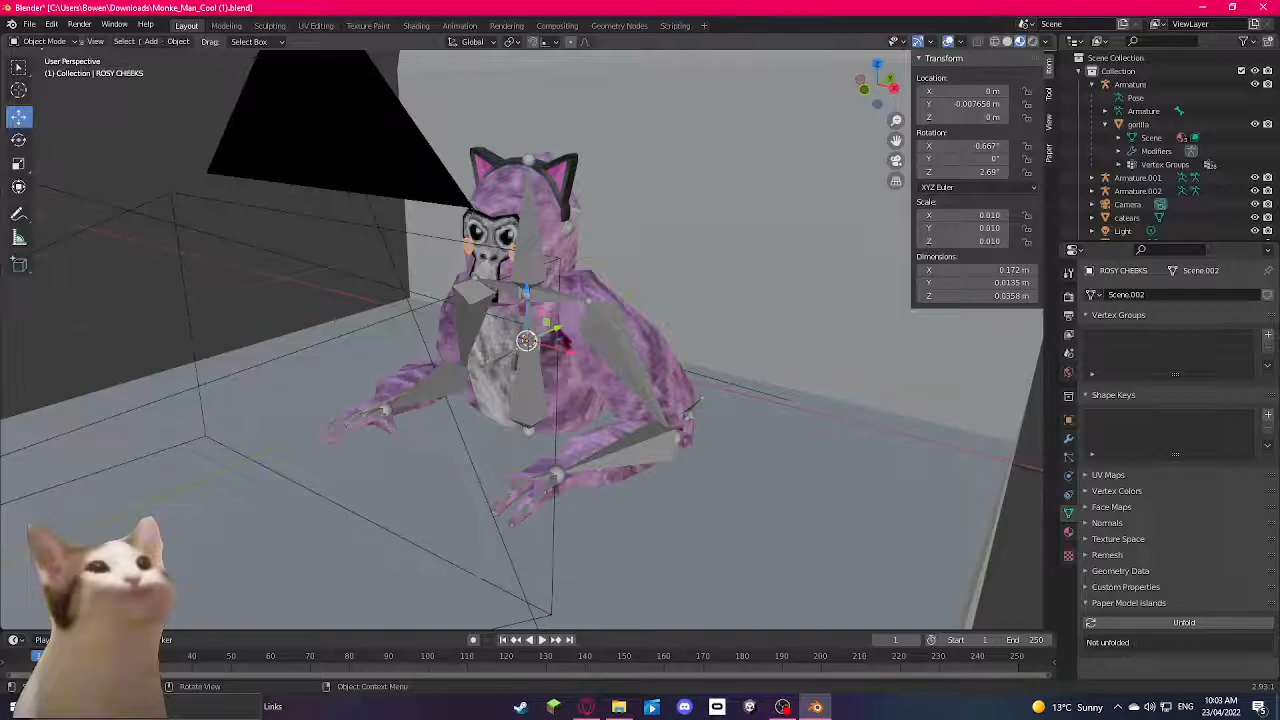 Blender* [C:\Users\Bowen\Downloads\Monke_Man_Cool (1).blend]
File Edit Render Window Help Layout Modeling Sculpting UV Editing Texture Paint Shading Animation Rendering Compositing Geometry Nodes Scripting + Scene ViewLayer
Object Mode View Select Add Object Drag: Select Box Global Options
User Perspective
(1) Collection | ROSY CHEEKS
Transform
Location:
X 0 m
Y -0.007658 m
Z 0 m
Rotation:
X -0.667°
Y 0°
Z 2.69°
XYZ Euler
Scale:
X 0.010
Y 0.010
Z 0.010
Dimensions:
X 0.172 m
Y 0.0135 m
Z 0.0358 m
Item
Tool
View
Paper
Z
Y
X
Scene Collection
Collection
Armature
Pose
Armature
gorilla
Scene
Modifiers
Vertex Groups
Armature.001
Armature.002
Camera
catears
Light
ROSY CHEEKS Scene.002
Scene.002
Vertex Groups
Shape Keys
UV Maps
Vertex Colors
Face Maps
Normals
Texture Space
Remesh
Geometry Data
Custom Properties
Paper Model Islands
Unfold
Not unfolded
1 Start 1 End 250
40 50 60 70 80 90 100 110 120 130 140 150 160 170 180 190 200 210 220 230 240 250
Rotate View Object Context Menu
Links
13°C Sunny
10:03 AM
23/04/2022